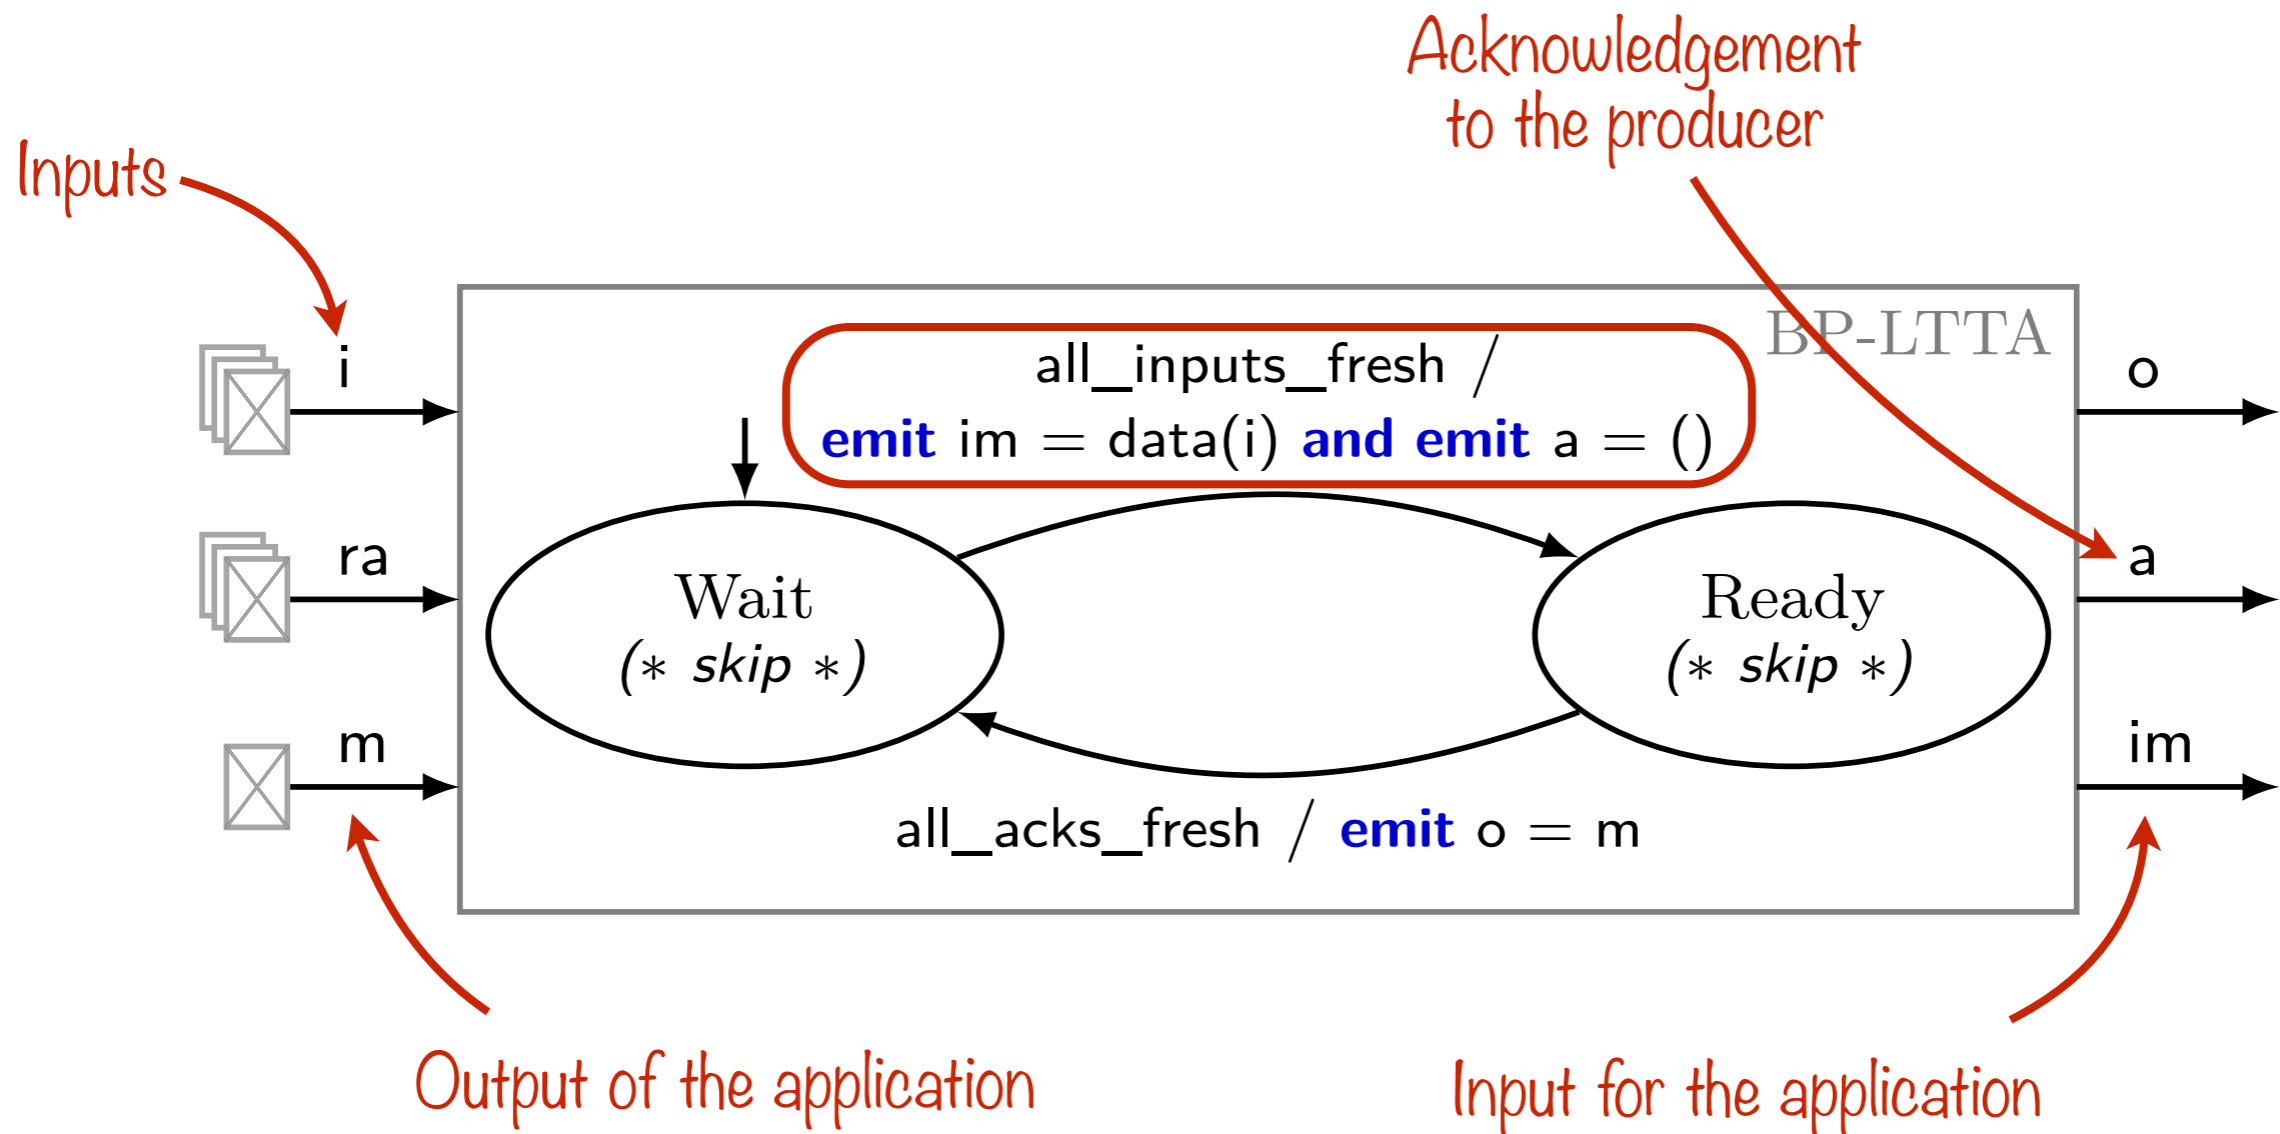 Acknowledgement
to the producer
Inputs
BP-LTTA
i
all_inputs_fresh /
o
emit im = data(i) and emit a = ()
ra
a
Wait
(* skip *)
Ready
(* skip *)
m
im
all_acks_fresh / emit o = m
Output of the application
Input for the application